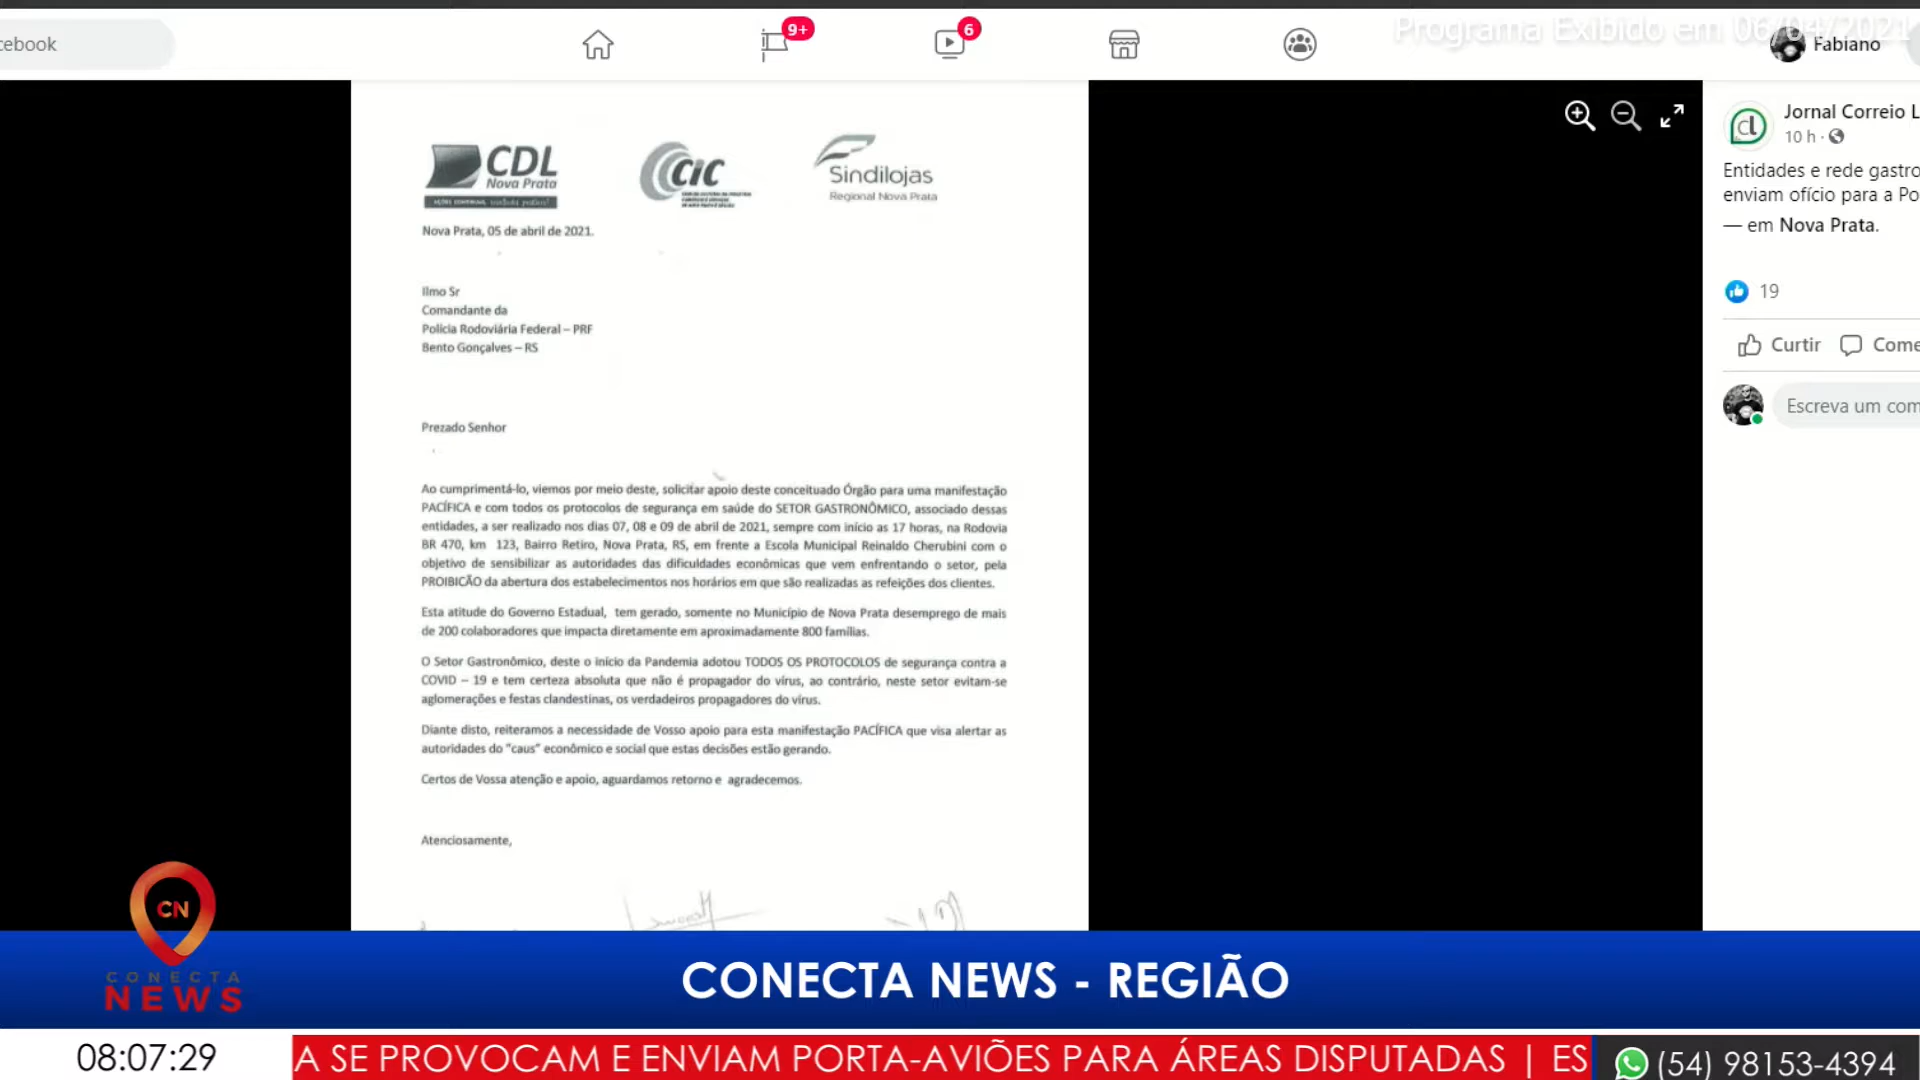 cebook
9+
6
Programa Exibido em 06/04/2021
Fabiano
CDL
Nova Prata
CIC
Sindilojas
Regional Nova Prata
Nova Prata, 05 de abril de 2021.
Ilmo Sr
Comandante da
Polícia Rodoviária Federal – PRF
Bento Gonçalves – RS
Prezado Senhor
Ao cumprimentá-lo, viemos por meio deste, solicitar apoio deste conceituado Órgão para uma manifestação
PACÍFICA e com todos os protocolos de segurança em saúde do SETOR GASTRONÔMICO, associado dessas
entidades, a ser realizado nos dias 07, 08 e 09 de abril de 2021, sempre com início as 17 horas, na Rodovia
BR 470, km 123, Bairro Retiro, Nova Prata, RS, em frente a Escola Municipal Reinaldo Cherubini com o
objetivo de sensibilizar as autoridades das dificuldades econômicas que vem enfrentando o setor, pela
PROIBICÃO da abertura dos estabelecimentos nos horários em que são realizadas as refeições dos clientes.
Esta atitude do Governo Estadual, tem gerado, somente no Município de Nova Prata desemprego de mais
de 200 colaboradores que impacta diretamente em aproximadamente 800 famílias.
O Setor Gastronômico, deste o início da Pandemia adotou TODOS OS PROTOCOLOS de segurança contra a
COVID – 19 e tem certeza absoluta que não é propagador do vírus, ao contrário, neste setor evitam-se
aglomerações e festas clandestinas, os verdadeiros propagadores do vírus.
Diante disto, reiteramos a necessidade de Vosso apoio para esta manifestação PACÍFICA que visa alertar as
autoridades do "caus" econômico e social que estas decisões estão gerando.
Certos de Vossa atenção e apoio, aguardamos retorno e agradecemos.
Atenciosamente,
cl
Jornal Correio L
10 h ·
Entidades e rede gastro
enviam ofício para a Po
— em Nova Prata.
19
Curtir
Come
Escreva um com
CN
CONECTA
NEWS
CONECTA NEWS - REGIÃO
08:07:29
A SE PROVOCAM E ENVIAM PORTA-AVIÕES PARA ÁREAS DISPUTADAS | ES
(54) 98153-4394